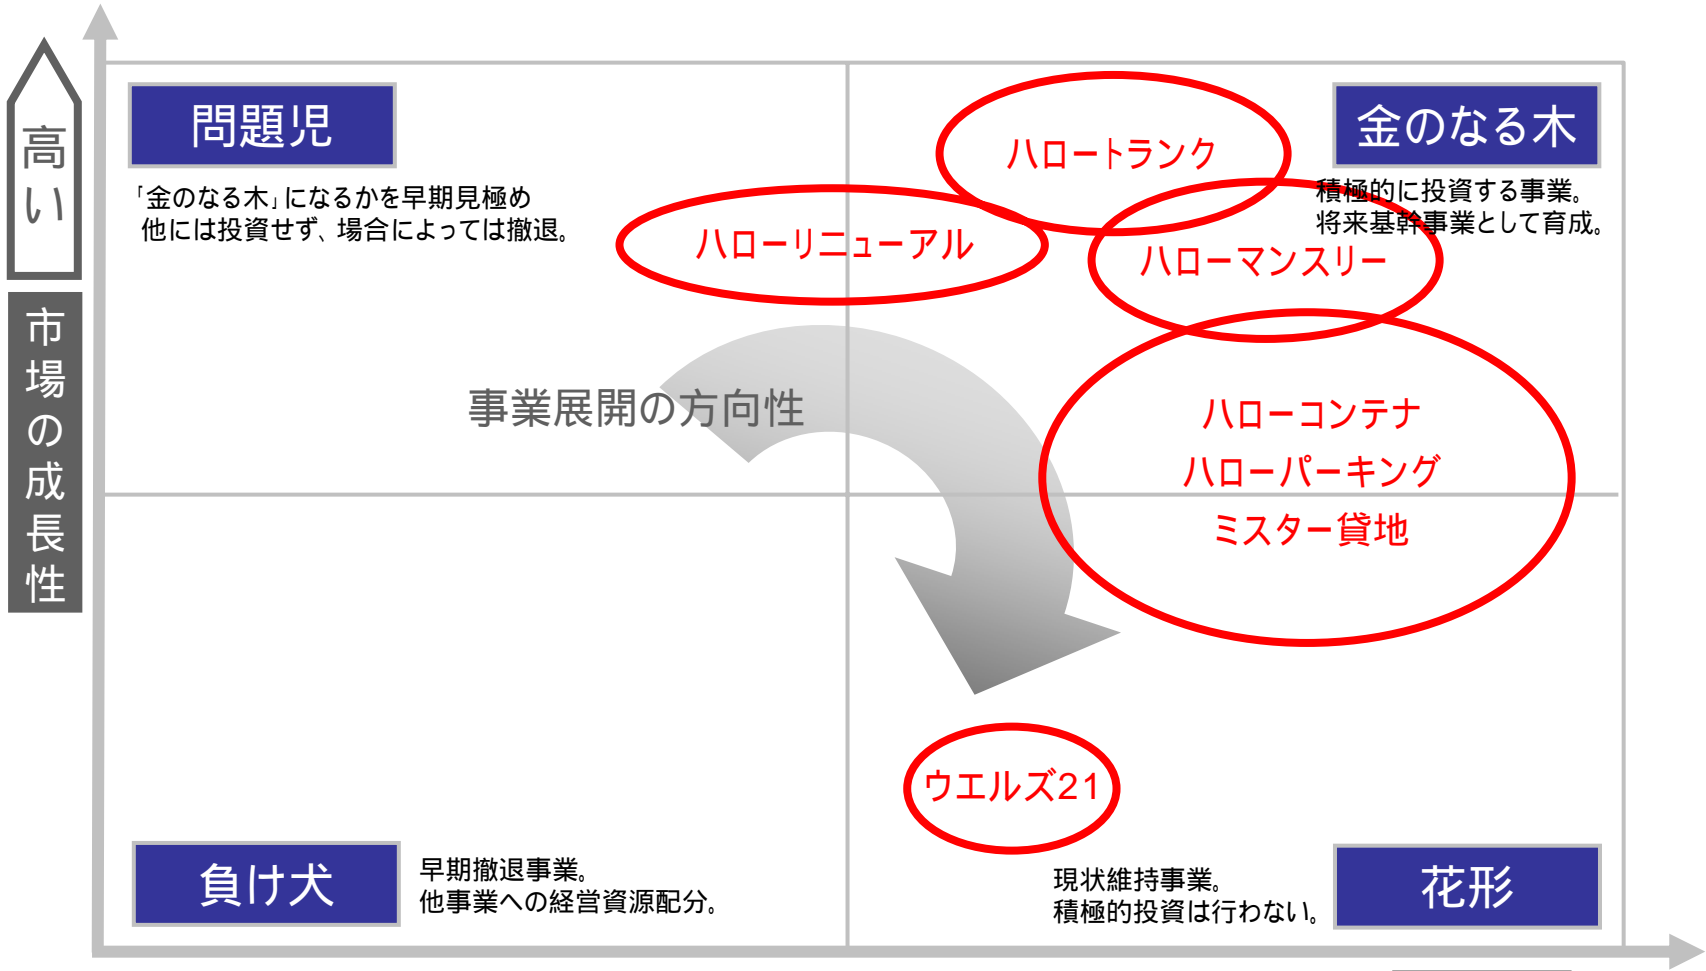 高い
市場の成長性
問題児
「金のなる木」になるかを早期見極め
他には投資せず、場合によっては撤退。
金のなる木
積極的に投資する事業。
将来基幹事業として育成。
ハロートランク
ハローリニューアル
ハローマンスリー
事業展開の方向性
ハローコンテナ
ハローパーキング
ミスター貸地
ウエルズ21
負け犬
早期撤退事業。
他事業への経営資源配分。
現状維持事業。
積極的投資は行わない。
花形